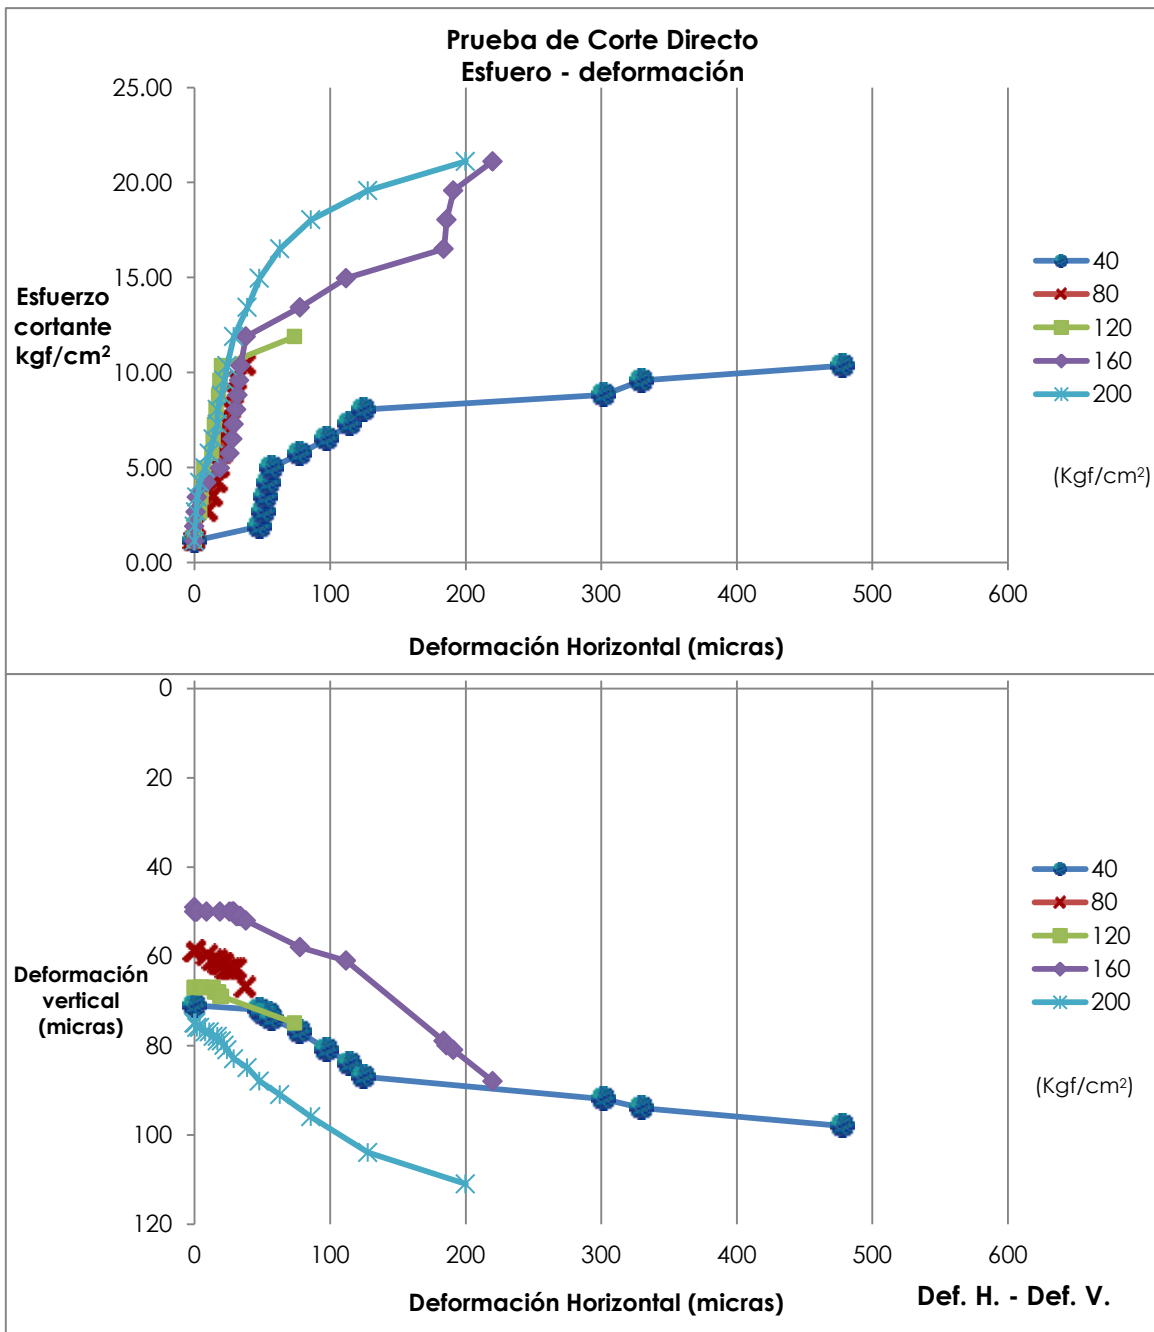 Prueba de Corte Directo
Esfuero - deformación
25.00
20.00
15.00
10.00
5.00
0.00
Esfuerzo
cortante
kgf/cm²
0 100 200 300 400 500 600
Deformación Horizontal (micras)
40
80
120
160
200
(Kgf/cm²)
0
20
40
60
80
100
120
Deformación
vertical
(micras)
0 100 200 300 400 500 600
Deformación Horizontal (micras)
40
80
120
160
200
(Kgf/cm²)
Def. H. - Def. V.